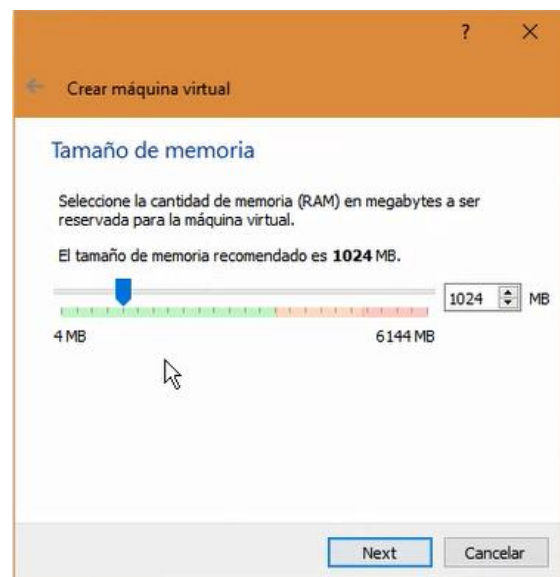 ?
Crear máquina virtual
Tamaño de memoria
Seleccione la cantidad de memoria (RAM) en megabytes a ser
reservada para la máquina virtual.
El tamaño de memoria recomendado es 1024 MB.
1024 MB
4 MB 6144 MB
Next Cancelar